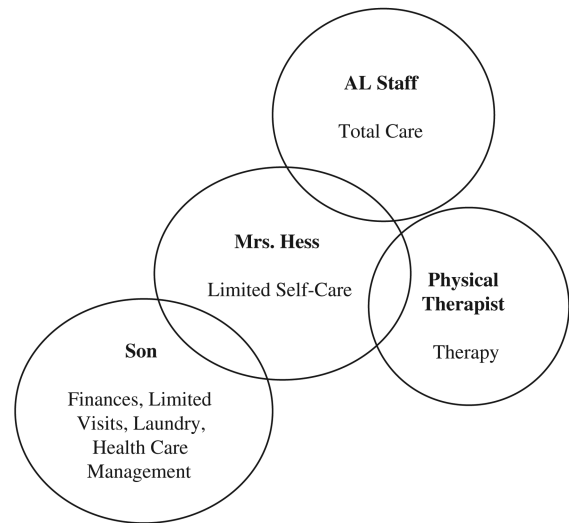 AL Staff
Total Care
Mrs. Hess
Limited Self-Care
Physical
Therapist
Therapy
Son
Finances, Limited
Visits, Laundry,
Health Care
Management